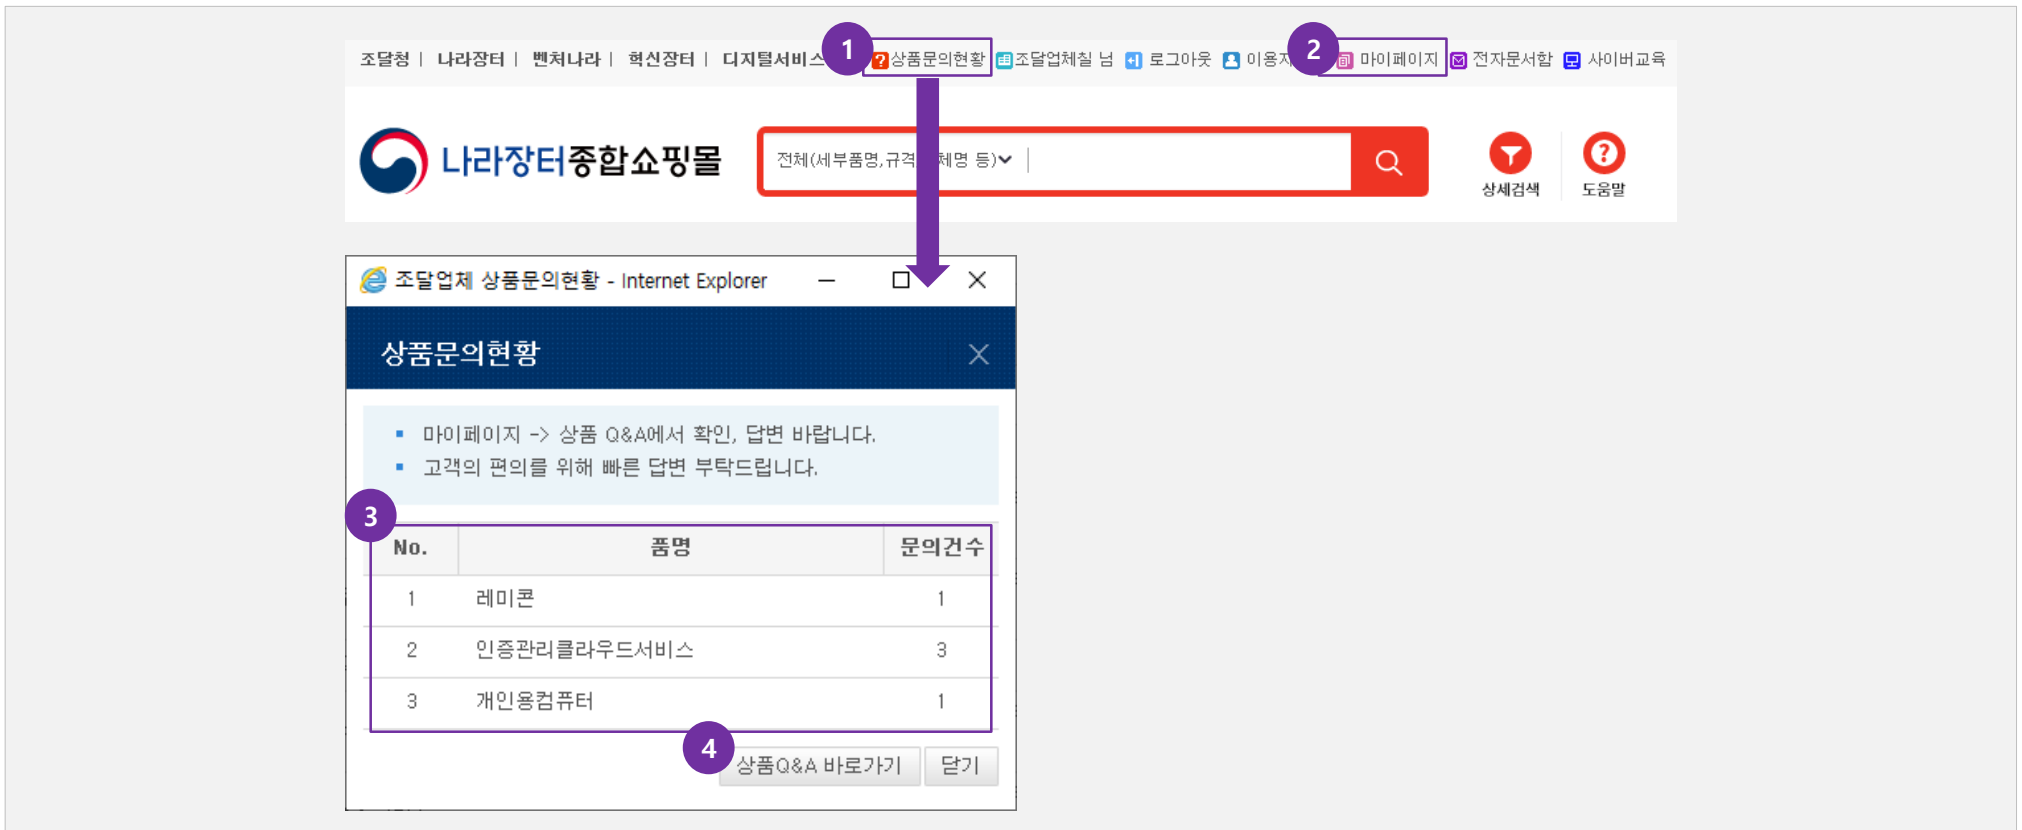 조달청 | 나라장터 | 벤처나라 | 혁신장터 | 디지털서비스 1 상품문의현황 조달업체칠 님 로그아웃 이용자 2 마이페이지 전자문서함 사이버교육
나라장터종합쇼핑몰
전체(세부품명,규격 체명 등)
상세검색
도움말
조달업체 상품문의현황 - Internet Explorer
상품문의현황
마이페이지 -> 상품 Q&A에서 확인, 답변 바랍니다.
고객의 편의를 위해 빠른 답변 부탁드립니다.
3
No. 품명 문의건수
1 레미콘 1
2 인증관리클라우드서비스 3
3 개인용컴퓨터 1
4
상품Q&A 바로가기 닫기